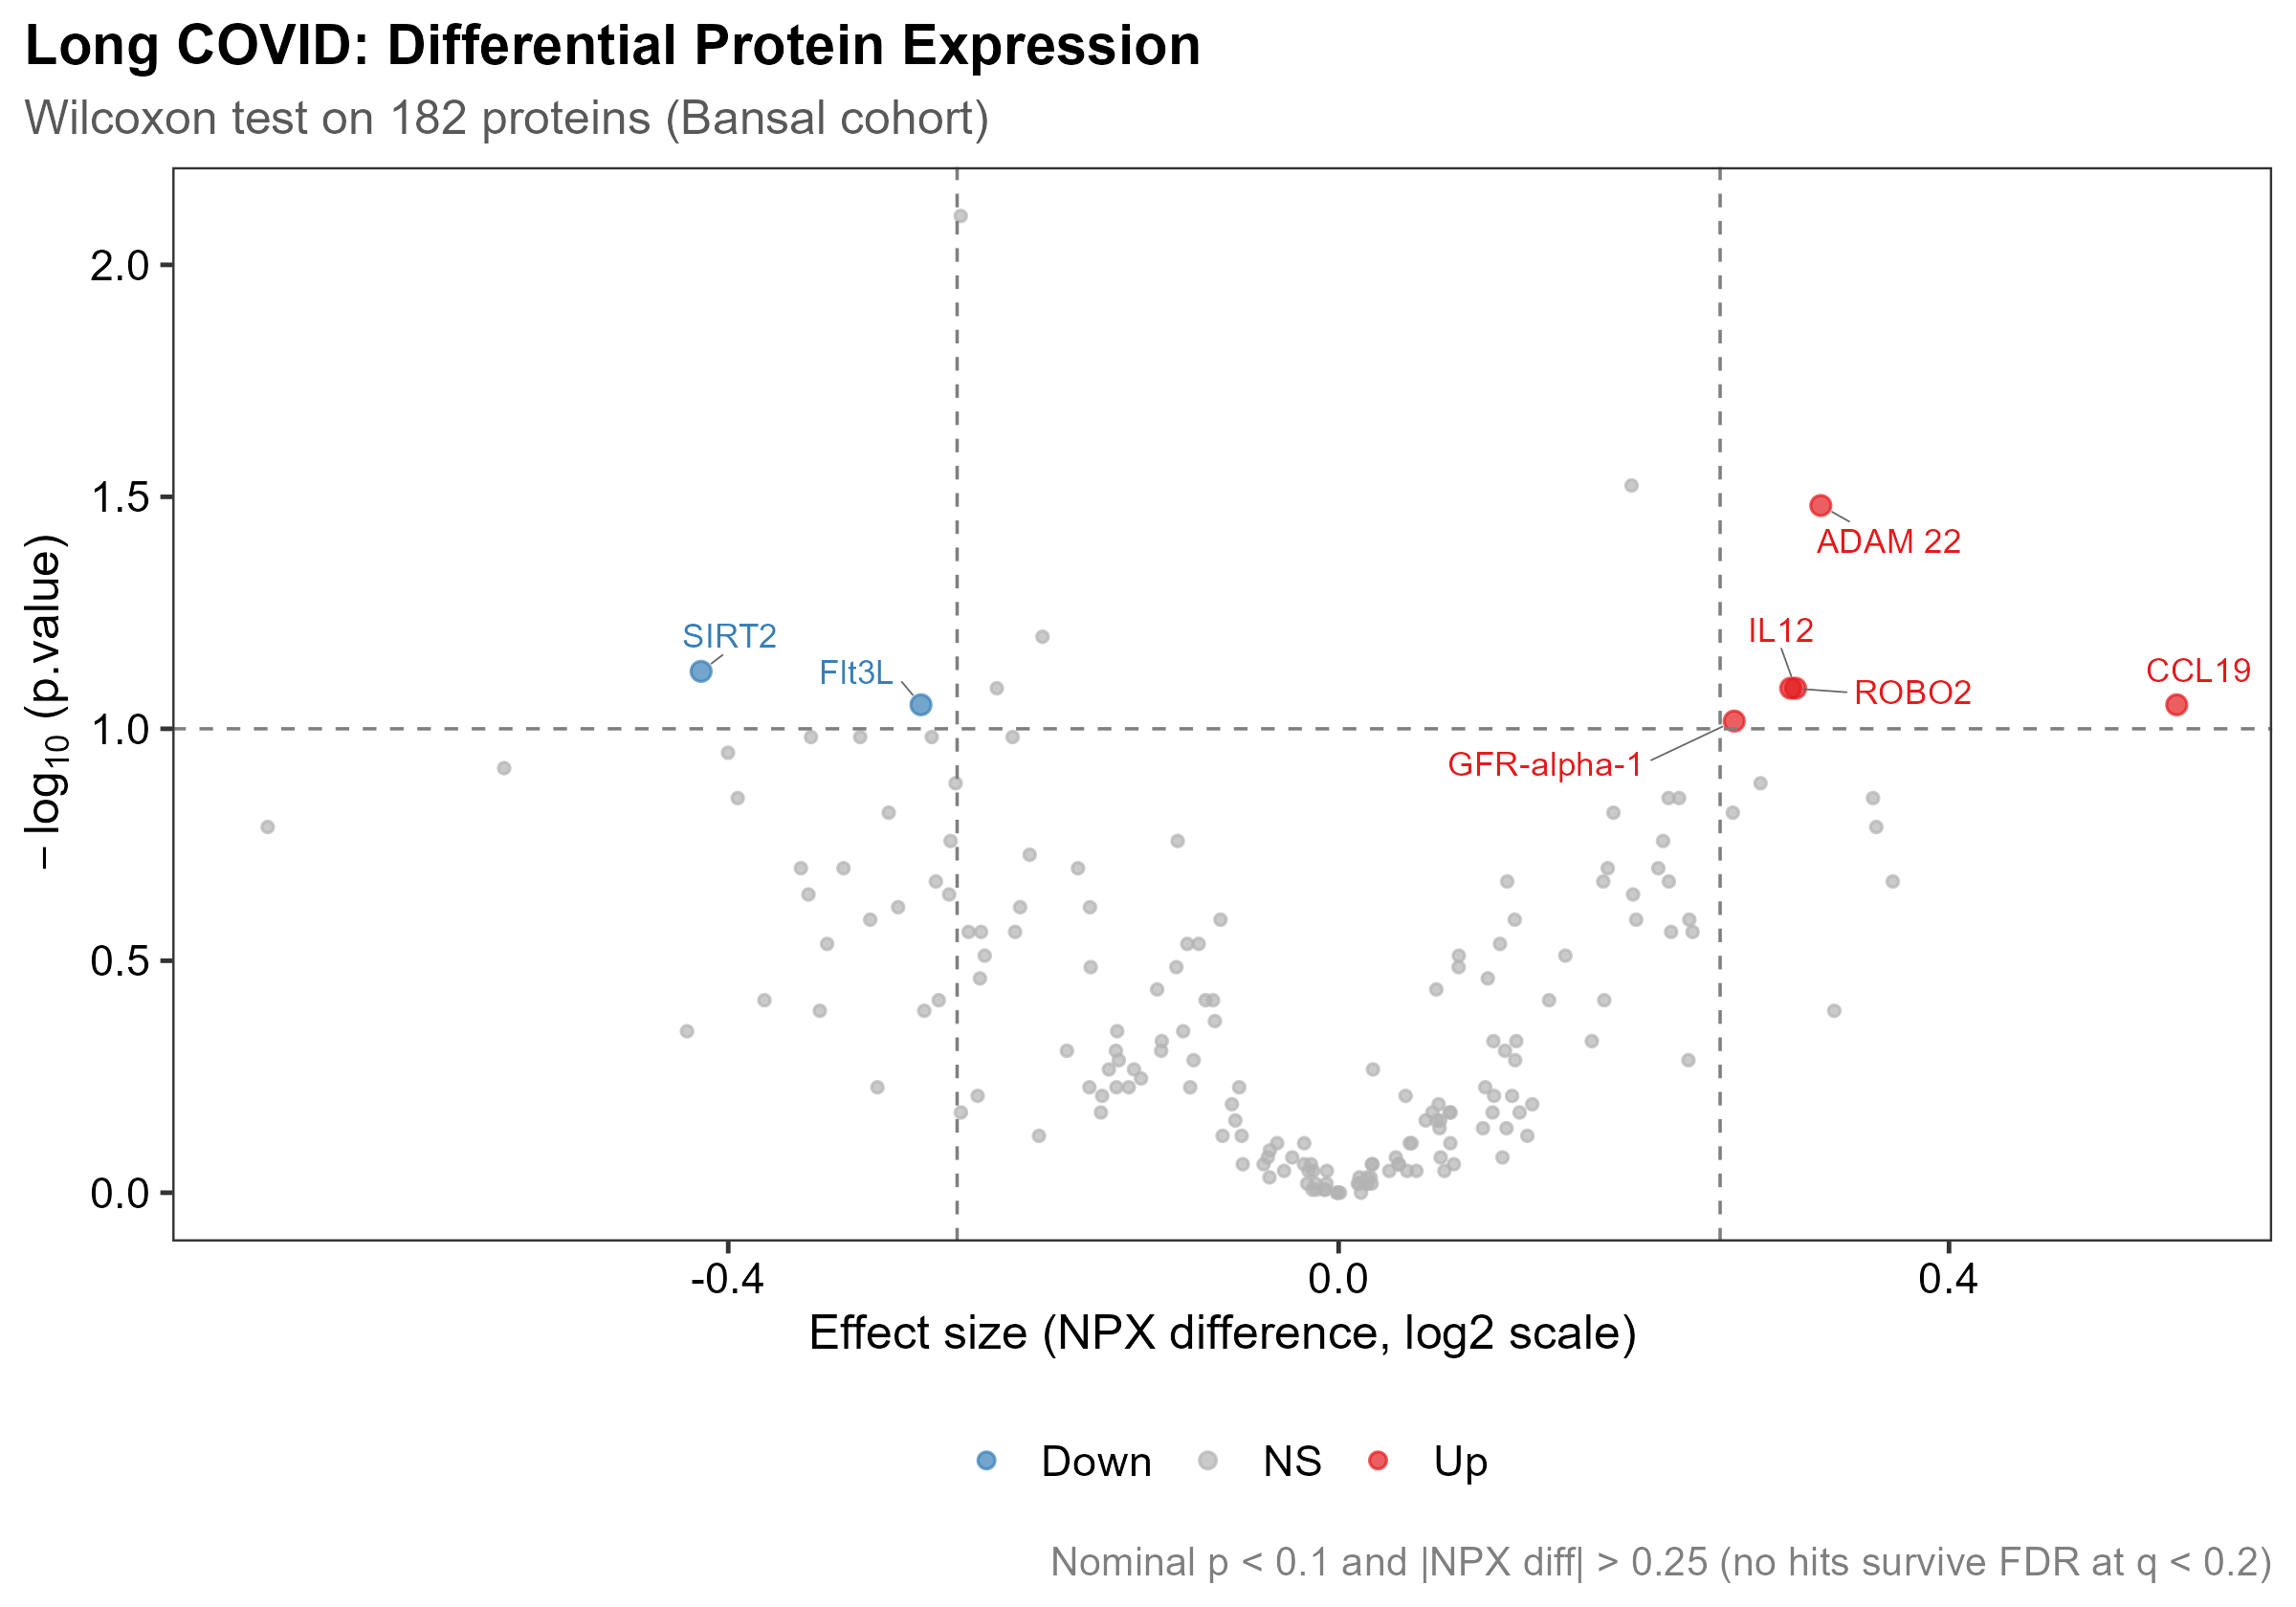 Long COVID: Differential Protein Expression
Wilcoxon test on 182 proteins (Bansal cohort)
− log10 (p.value)
2.0
1.5
1.0
0.5
0.0
ADAM 22
IL12
SIRT2
Flt3L
CCL19
ROBO2
GFR-alpha-1
-0.4
0.0
0.4
Effect size (NPX difference, log2 scale)
Down NS Up
Nominal p < 0.1 and |NPX diff| > 0.25 (no hits survive FDR at q < 0.2)